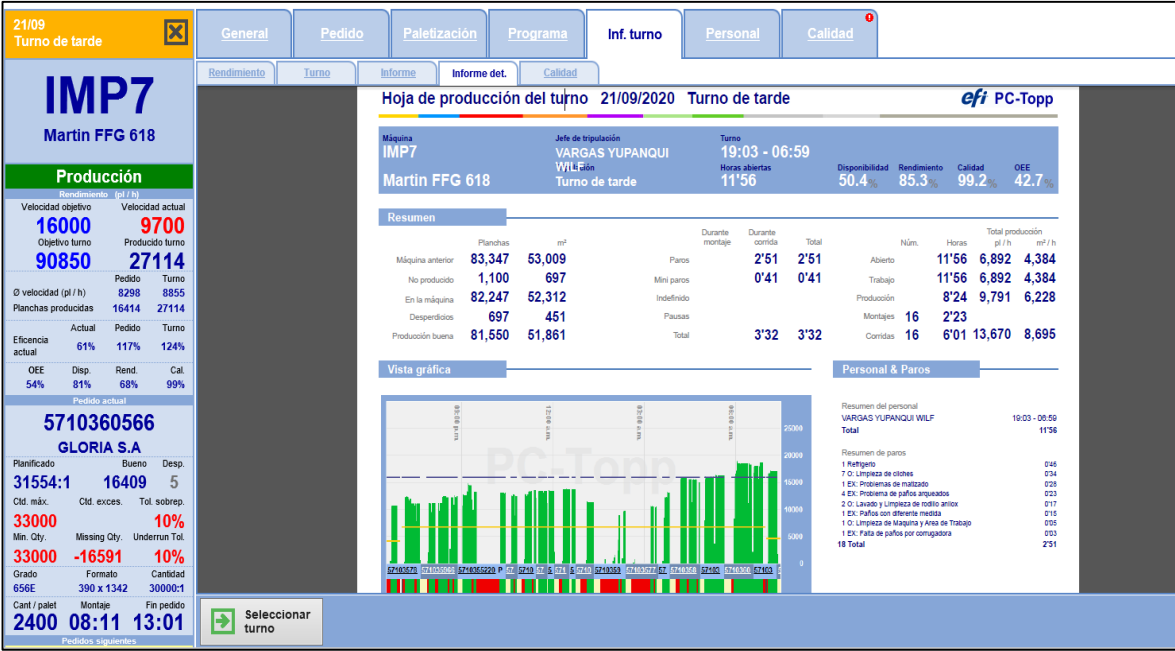 21/09
Turno de tarde
IMP7
Martin FFG 618
Producción
Rendimiento (pl / h)
Velocidad objetivo Velocidad actual
16000 9700
Objetivo turno Producido turno
90850 27114
Pedido Turno
Ø velocidad (pl / h) 8298 8855
Planchas producidas 16414 27114
Actual Pedido Turno
Eficencia actual 61% 117% 124%
OEE Disp. Rend. Cal.
54% 81% 68% 99%
Pedido actual
5710360566
GLORIA S.A
Planificado Bueno Desp.
31554:1 16409 5
Ctd. máx. Ctd. exces. Tol. sobrep.
33000 10%
Min. Qty. Missing Qty. Underrun Tol.
33000 -16591 10%
Grado Formato Cantidad
656E 390 x 1342 30000:1
Cant / palet Montaje Fin pedido
2400 08:11 13:01
Pedidos siguientes
General Pedido Paletización Programa Inf. turno Personal Calidad
Rendimiento Turno Informe Informe det. Calidad
Hoja de producción del turno 21/09/2020 Turno de tarde
efi PC-Topp
Máquina Jefe de tripulación Turno
IMP7 VARGAS YUPANQUI WILF 19:03 - 06:59
Horas abiertas Disponibilidad Rendimiento Calidad OEE
Martin FFG 618 Turno de tarde 11'56 50.4% 85.3% 99.2% 42.7%
Resumen
Planchas m²
Máquina anterior 83,347 53,009
No producido 1,100 697
En la máquina 82,247 52,312
Desperdicios 697 451
Producción buena 81,550 51,861
Durante montaje Durante corrida Total
Paros 2'51 2'51
Mini paros 0'41 0'41
Indefinido
Pausas
Total 3'32 3'32
Total producción
Núm. Horas pl / h m² / h
Abierto 11'56 6,892 4,384
Trabajo 11'56 6,892 4,384
Producción 8'24 9,791 6,228
Montajes 16 2'23
Corridas 16 6'01 13,670 8,695
Vista gráfica
PC-Topp
09:00 p.m.
12:00 a.m.
03:00 a.m.
06:00 a.m.
25000
20000
15000
10000
5000
0
Personal & Paros
Resumen del personal
VARGAS YUPANQUI WILF 19:03 - 06:59
Total 11'56
Resumen de paros
1 Refrigerio 0'46
7 O: Limpieza de cliches 0'34
1 EX: Problemas de matizado 0'28
4 EX: Problema de paños arqueados 0'23
2 O: Lavado y Limpieza de rodillo anilox 0'17
1 EX: Paños con diferente medida 0'15
1 O: Limpieza de Maquina y Area de Trabajo 0'05
1 EX: Falta de paños por corrugadora 0'03
18 Total 2'51
Seleccionar
turno